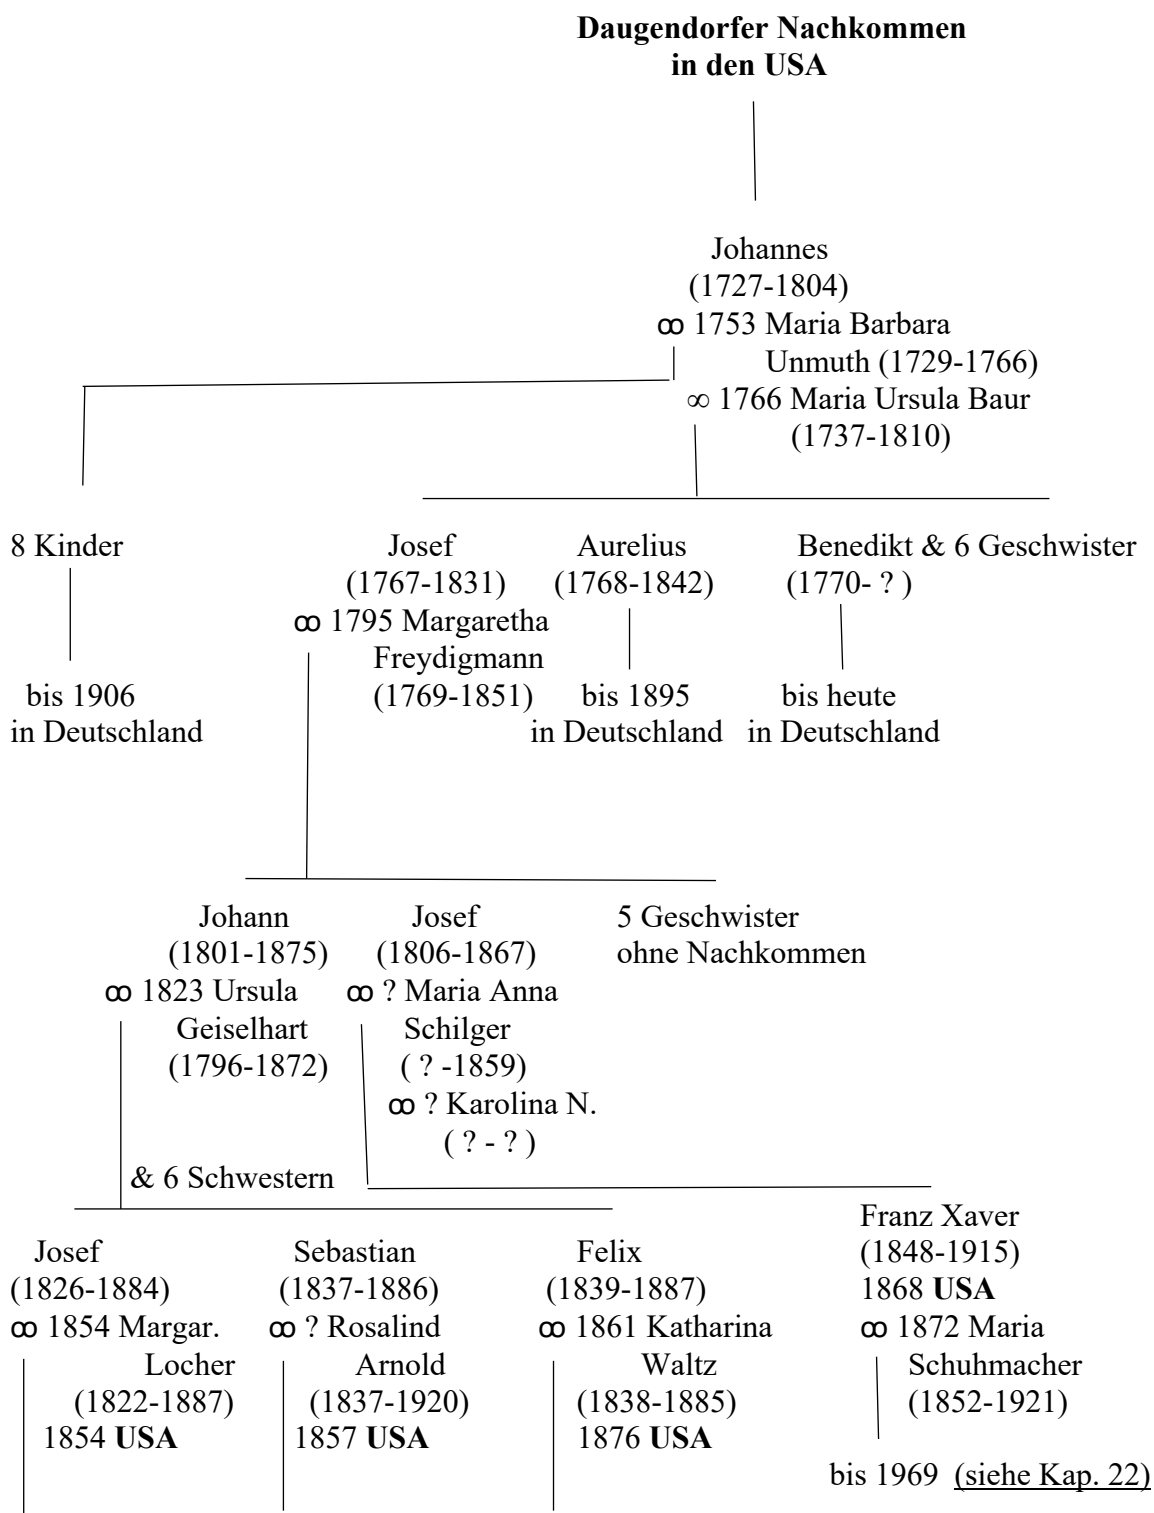 Daugendorfer Nachkommen
in den USA
Johannes
(1727-1804)
ꝏ 1753 Maria Barbara
Unmuth (1729-1766)
∞ 1766 Maria Ursula Baur
(1737-1810)
8 Kinder
bis 1906
in Deutschland
Josef
(1767-1831)
ꝏ 1795 Margaretha
Freydigmann
(1769-1851)
Aurelius
(1768-1842)
bis 1895
in Deutschland
Benedikt & 6 Geschwister
(1770- ? )
bis heute
in Deutschland
Johann
(1801-1875)
ꝏ 1823 Ursula
Geiselhart
(1796-1872)
Josef
(1806-1867)
ꝏ ? Maria Anna
Schilger
( ? -1859)
ꝏ ? Karolina N.
( ? - ? )
5 Geschwister
ohne Nachkommen
& 6 Schwestern
Josef
(1826-1884)
ꝏ 1854 Margar.
Locher
(1822-1887)
1854 USA
Sebastian
(1837-1886)
ꝏ ? Rosalind
Arnold
(1837-1920)
1857 USA
Felix
(1839-1887)
ꝏ 1861 Katharina
Waltz
(1838-1885)
1876 USA
Franz Xaver
(1848-1915)
1868 USA
ꝏ 1872 Maria
Schuhmacher
(1852-1921)
bis 1969 (siehe Kap. 22)